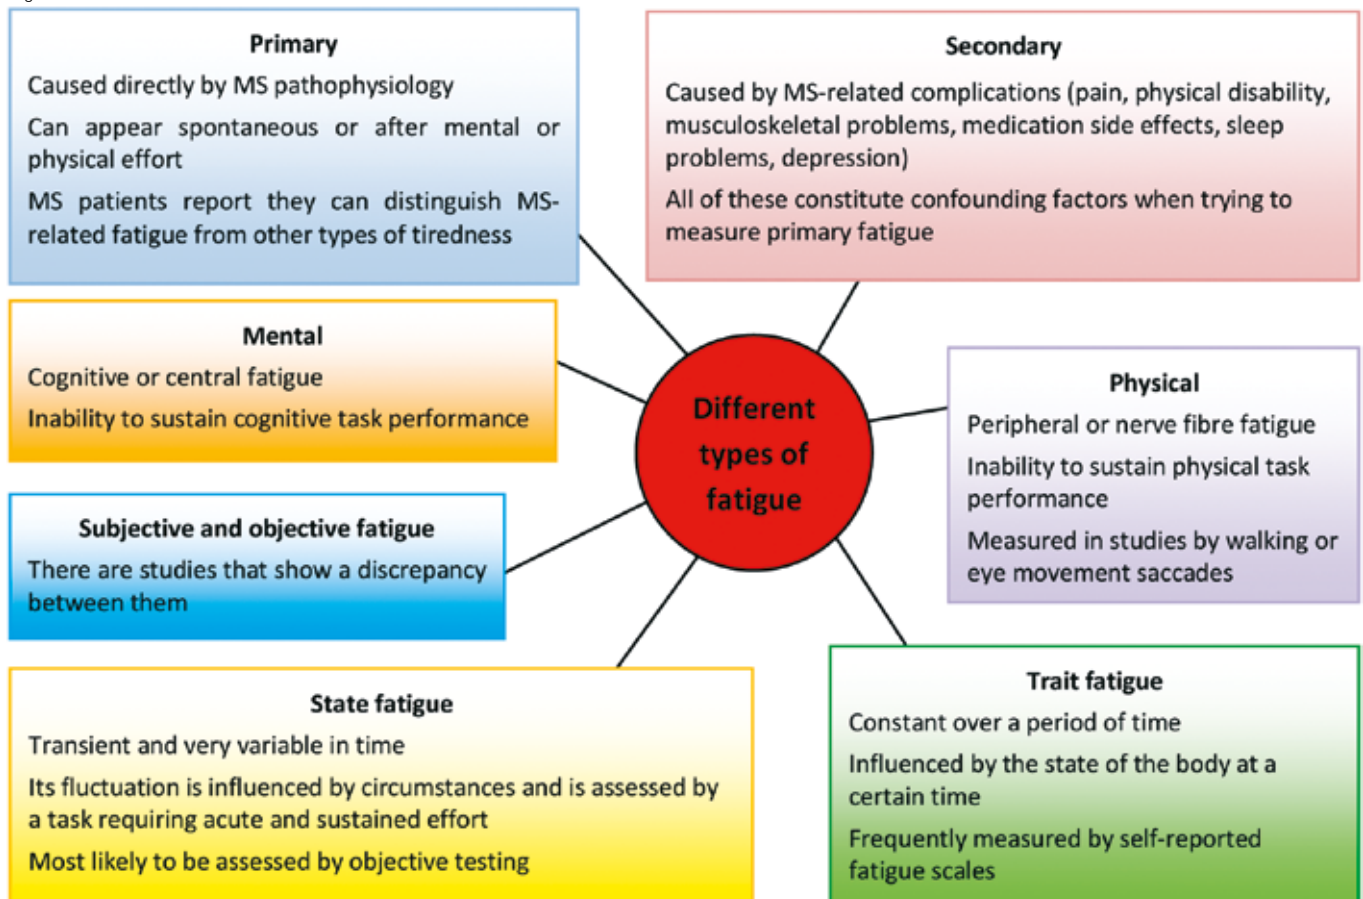 Primary
Caused directly by MS pathophysiology
Can appear spontaneous or after mental or
physical effort
MS patients report they can distinguish MS-
related fatigue from other types of tiredness
Secondary
Caused by MS-related complications (pain, physical disability,
musculoskeletal problems, medication side effects, sleep
problems, depression)
All of these constitute confounding factors when trying to
measure primary fatigue
Mental
Cognitive or central fatigue
Inability to sustain cognitive task performance
Different
types of
fatigue
Physical
Peripheral or nerve fibre fatigue
Inability to sustain physical task
performance
Measured in studies by walking or
eye movement saccades
Subjective and objective fatigue
There are studies that show a discrepancy
between them
State fatigue
Transient and very variable in time
Its fluctuation is influenced by circumstances and is assessed by
a task requiring acute and sustained effort
Most likely to be assessed by objective testing
Trait fatigue
Constant over a period of time
Influenced by the state of the body at a
certain time
Frequently measured by self-reported
fatigue scales